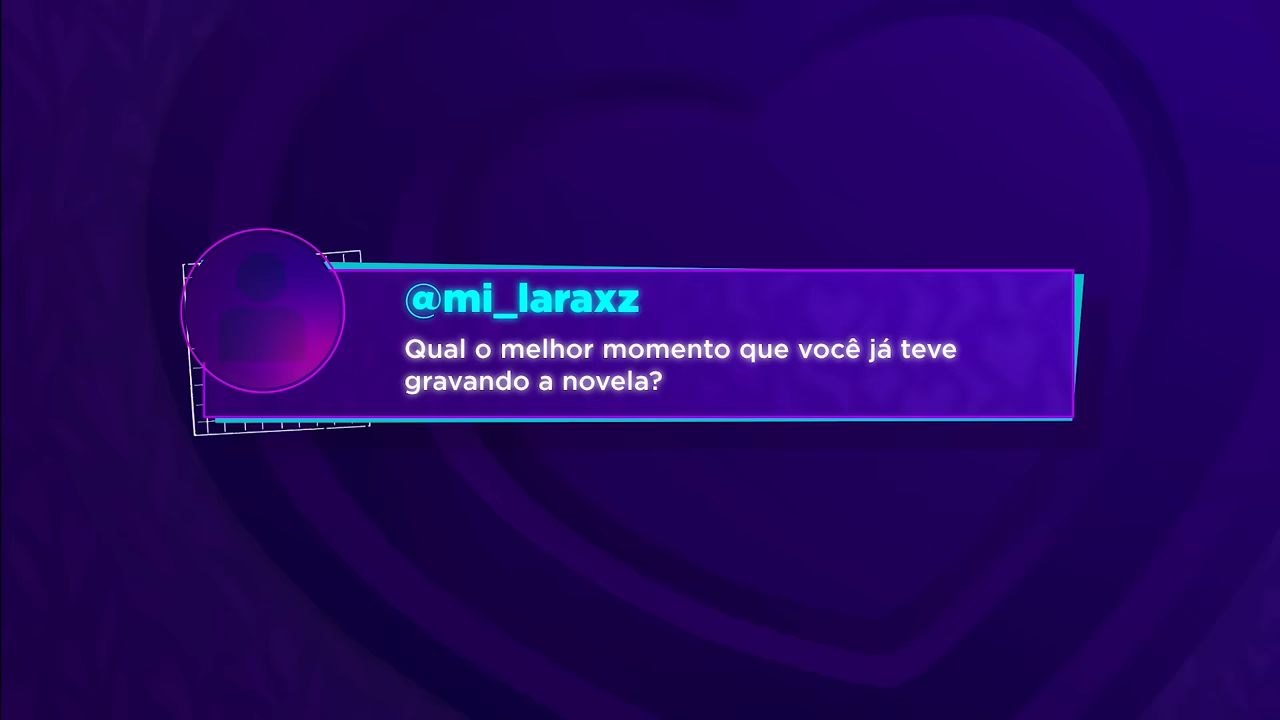 @mi_laraxz
Qual o melhor momento que você já teve
gravando a novela?